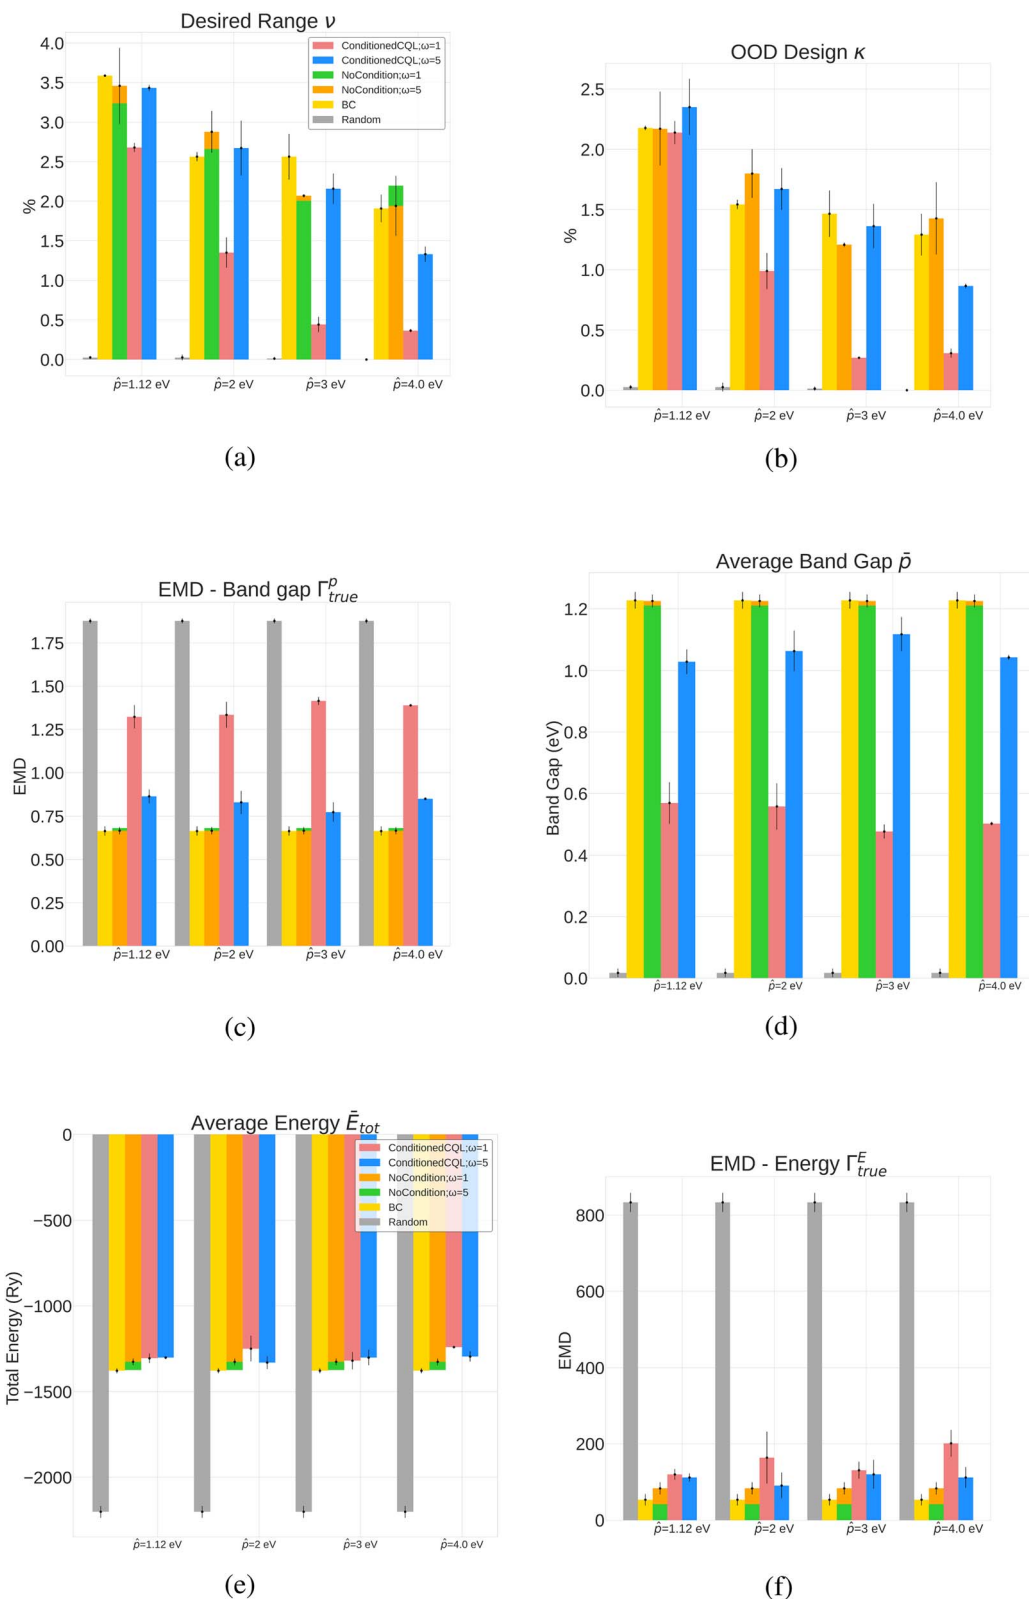 Desired Range ν
4.0
3.5
3.0
2.5
2.0
1.5
1.0
0.5
0.0
%
ConditionedCQL;ω=1
ConditionedCQL;ω=5
NoCondition;ω=1
NoCondition;ω=5
BC
Random
p̂=1.12 eV
p̂=2 eV
p̂=3 eV
p̂=4.0 eV
(a)
OOD Design κ
2.5
2.0
1.5
1.0
0.5
0.0
%
p̂=1.12 eV
p̂=2 eV
p̂=3 eV
p̂=4.0 eV
(b)
EMD - Band gap Γ^p_true
1.75
1.50
1.25
1.00
0.75
0.50
0.25
0.00
EMD
p̂=1.12 eV
p̂=2 eV
p̂=3 eV
p̂=4.0 eV
(c)
Average Band Gap p̄
1.2
1.0
0.8
0.6
0.4
0.2
0.0
Band Gap (eV)
p̂=1.12 eV
p̂=2 eV
p̂=3 eV
p̂=4.0 eV
(d)
Average Energy Ē_tot
0
−500
−1000
−1500
−2000
Total Energy (Ry)
ConditionedCQL;ω=1
ConditionedCQL;ω=5
NoCondition;ω=1
NoCondition;ω=5
BC
Random
p̂=1.12 eV
p̂=2 eV
p̂=3 eV
p̂=4.0 eV
(e)
EMD - Energy Γ^E_true
800
600
400
200
0
EMD
p̂=1.12 eV
p̂=2 eV
p̂=3 eV
p̂=4.0 eV
(f)